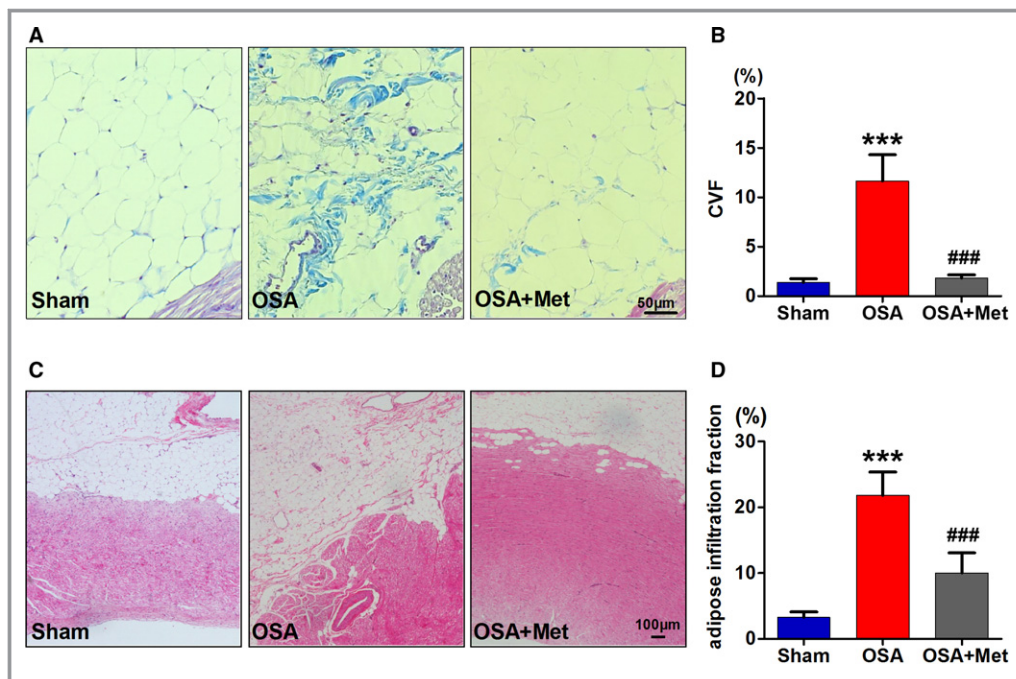 A
Sham
OSA
OSA+Met
50μm
B
(%)
20
15
10
5
0
CVF
***
###
Sham
OSA
OSA+Met
C
Sham
OSA
OSA+Met
100μm
D
(%)
30
20
10
0
adipose infiltration fraction
***
###
Sham
OSA
OSA+Met